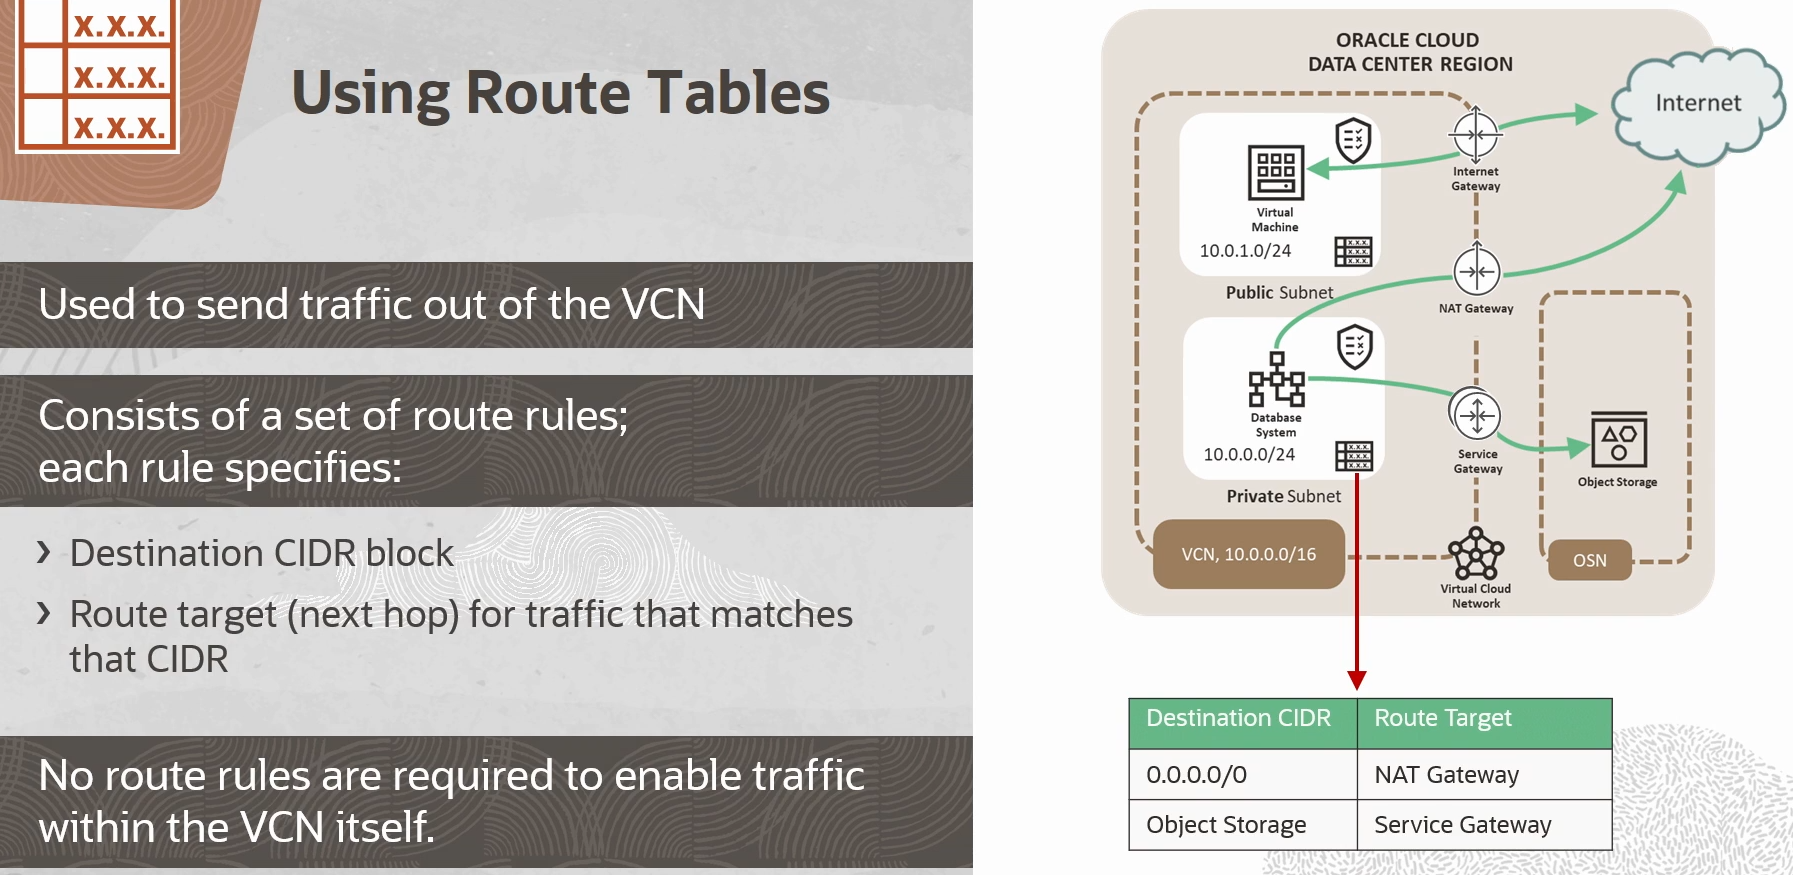 x.x.x.
x.x.x.
x.x.x.
Using Route Tables
Used to send traffic out of the VCN
Consists of a set of route rules;
each rule specifies:
› Destination CIDR block
› Route target (next hop) for traffic that matches
that CIDR
No route rules are required to enable traffic
within the VCN itself.
ORACLE CLOUD
DATA CENTER REGION
Internet
Internet
Gateway
Virtual
Machine
10.0.1.0/24
x.x.x.
x.x.x.
x.x.x.
Public Subnet
NAT Gateway
Database
System
10.0.0.0/24
x.x.x.
x.x.x.
x.x.x.
Private Subnet
Service
Gateway
Object Storage
VCN, 10.0.0.0/16
Virtual Cloud
Network
OSN
Destination CIDR Route Target
0.0.0.0/0 NAT Gateway
Object Storage Service Gateway